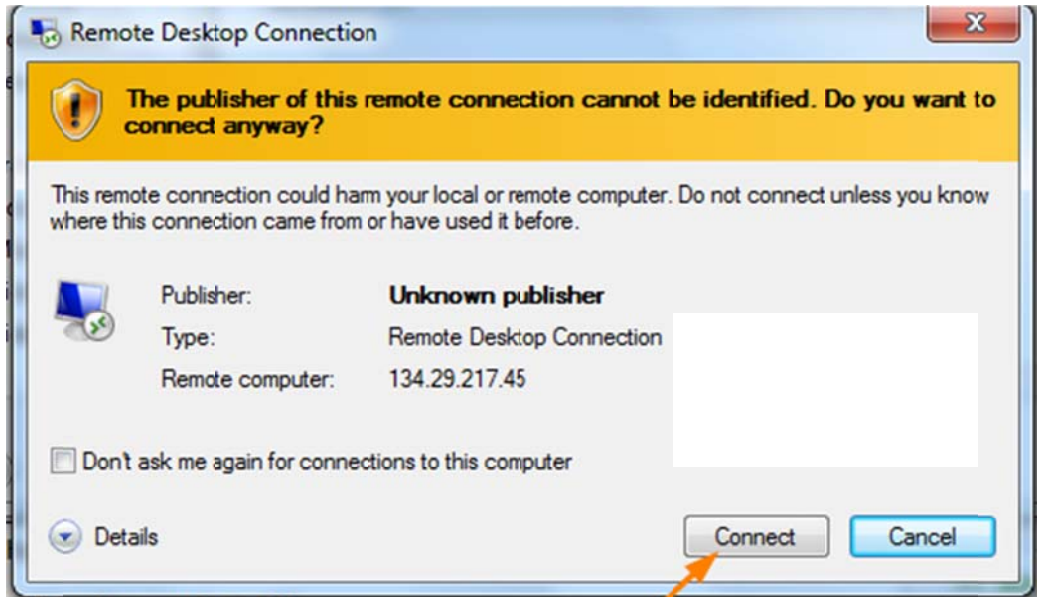 Remote Desktop Connection
The publisher of this remote connection cannot be identified. Do you want to
connect anyway?
This remote connection could harm your local or remote computer. Do not connect unless you know
where this connection came from or have used it before.
Publisher: Unknown publisher
Type: Remote Desktop Connection
Remote computer: 134.29.217.45
Don't ask me again for connections to this computer
Details Connect Cancel